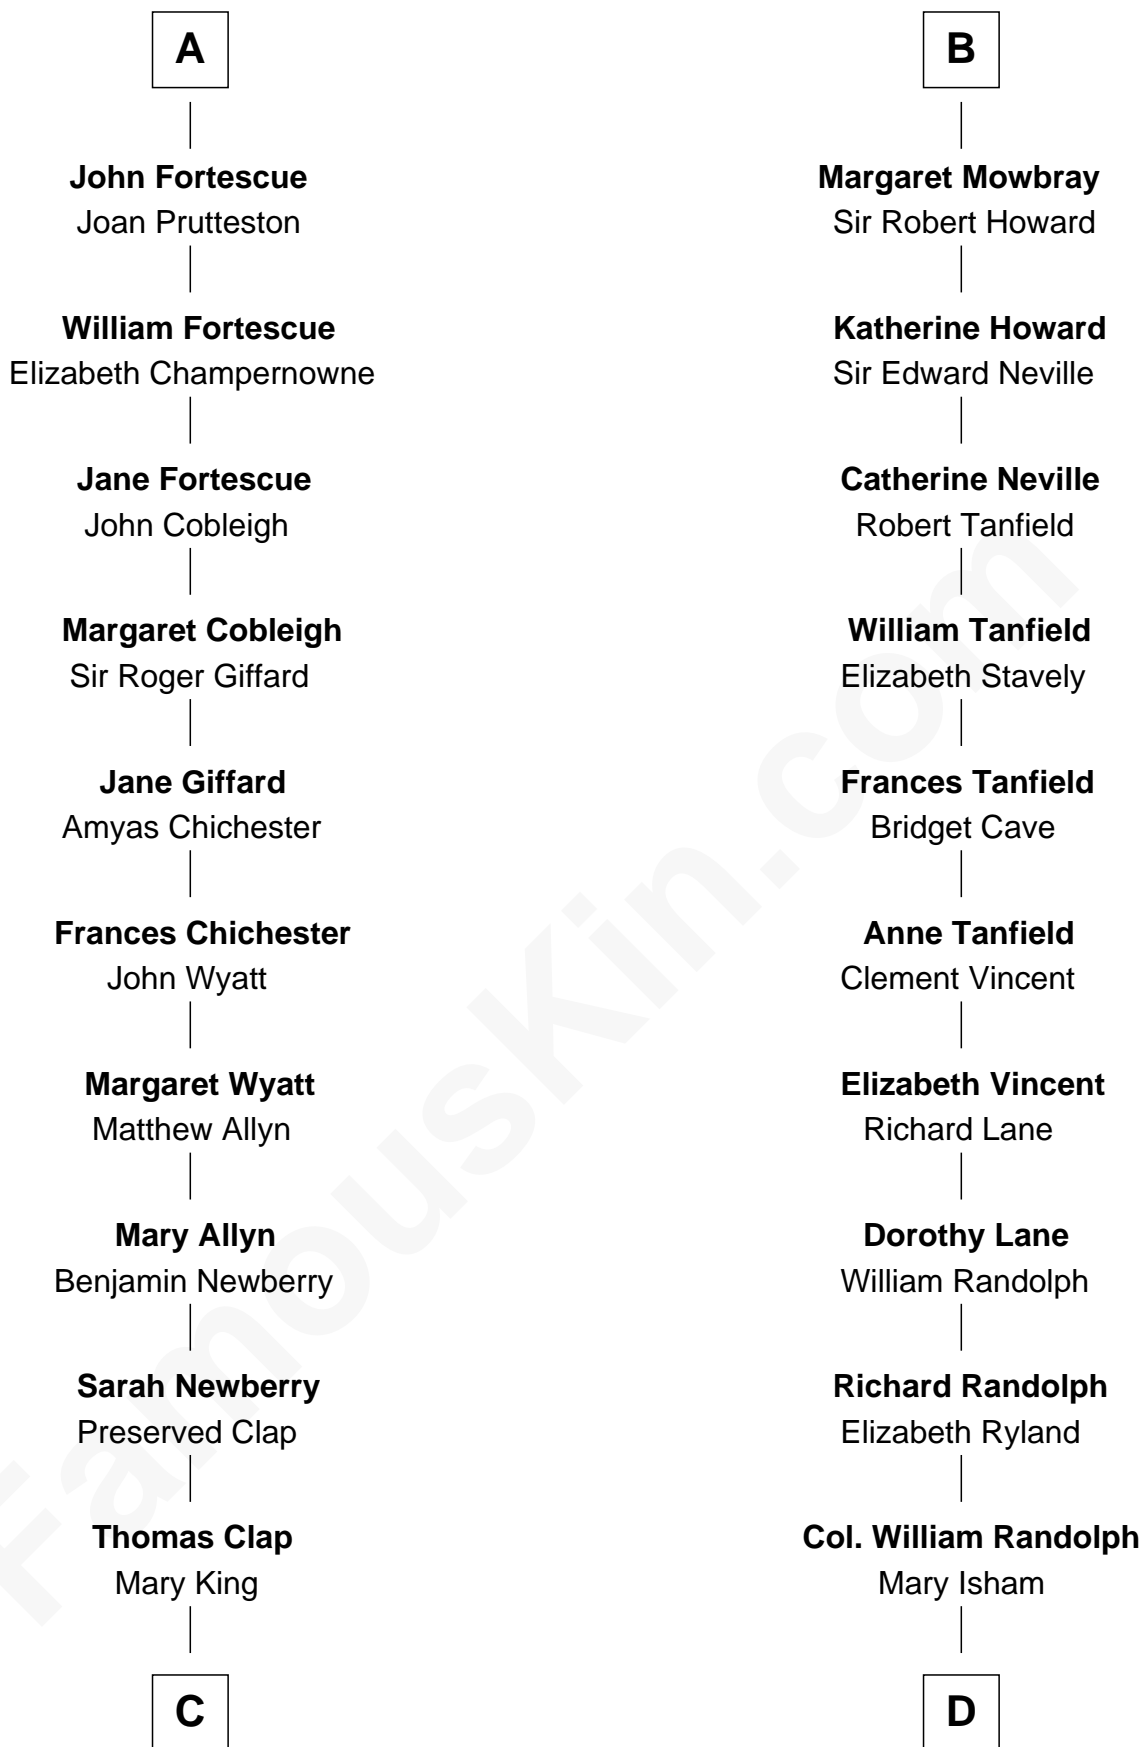 A
John Fortescue
Joan Prutteston
William Fortescue
Elizabeth Champernowne
Jane Fortescue
John Cobleigh
Margaret Cobleigh
Sir Roger Giffard
Jane Giffard
Amyas Chichester
Frances Chichester
John Wyatt
Margaret Wyatt
Matthew Allyn
Mary Allyn
Benjamin Newberry
Sarah Newberry
Preserved Clap
Thomas Clap
Mary King
C
B
Margaret Mowbray
Sir Robert Howard
Katherine Howard
Sir Edward Neville
Catherine Neville
Robert Tanfield
William Tanfield
Elizabeth Stavely
Frances Tanfield
Bridget Cave
Anne Tanfield
Clement Vincent
Elizabeth Vincent
Richard Lane
Dorothy Lane
William Randolph
Richard Randolph
Elizabeth Ryland
Col. William Randolph
Mary Isham
D
FamousKin.com